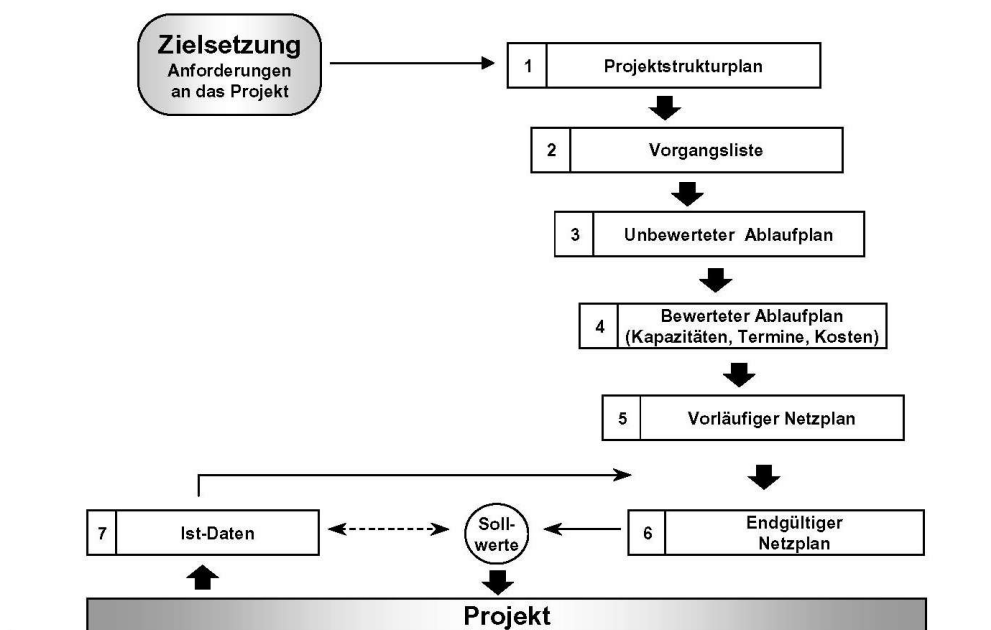 Zielsetzung
Anforderungen
an das Projekt
1 Projektstrukturplan
2 Vorgangsliste
3 Unbewerteter Ablaufplan
4 Bewerteter Ablaufplan
(Kapazitäten, Termine, Kosten)
5 Vorläufiger Netzplan
7 Ist-Daten
Soll-
werte
6 Endgültiger
Netzplan
Projekt